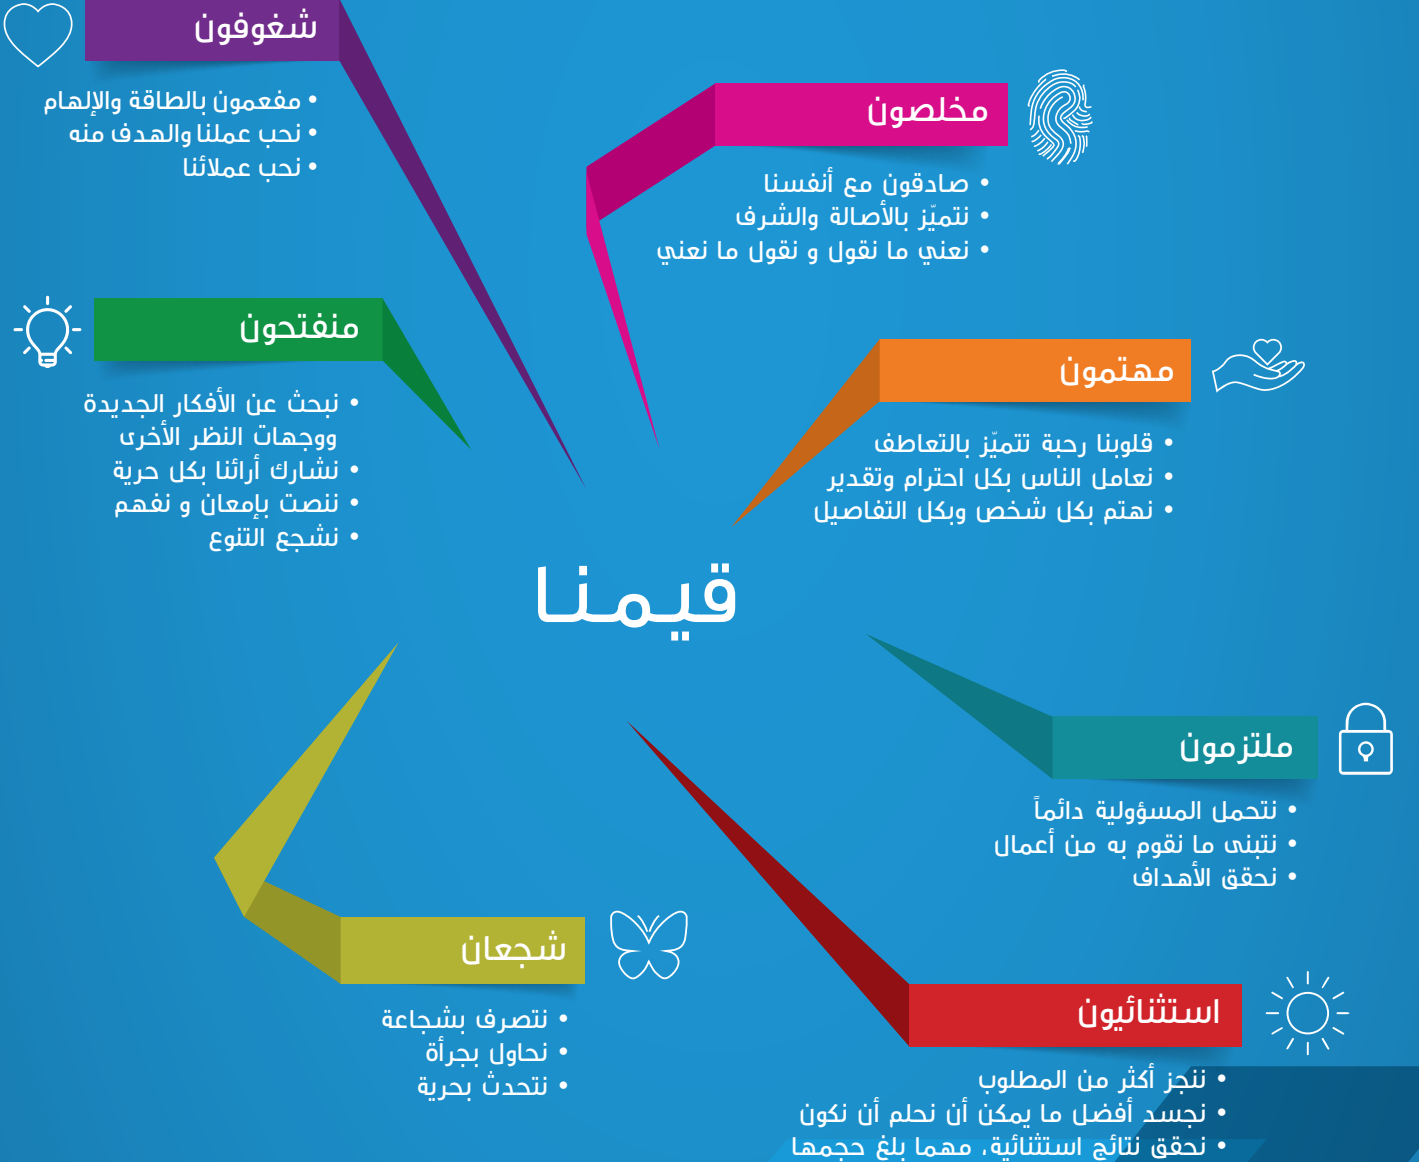 شغوفون
• مفعمون بالطاقة والإلهام
• نحب عملنا والهدف منه
• نحب عملائنا
مخلصون
• صادقون مع أنفسنا
• نتميّز بالأصالة والشرف
• نعني ما نقول و نقول ما نعني
منفتحون
• نبحث عن الأفكار الجديدة
ووجهات النظر الأخرى
• نشارك أرائنا بكل حرية
• ننصت بإمعان و نفهم
• نشجع التنوع
مهتمون
• قلوبنا رحبة تتميّز بالتعاطف
• نعامل الناس بكل احترام وتقدير
• نهتم بكل شخص وبكل التفاصيل
قيمنا
ملتزمون
• نتحمل المسؤولية دائماً
• نتبنى ما نقوم به من أعمال
• نحقق الأهداف
شجعان
• نتصرف بشجاعة
• نحاول بجرأة
• نتحدث بحرية
استثنائيون
• ننجز أكثر من المطلوب
• نجسد أفضل ما يمكن أن نحلم أن نكون
• نحقق نتائج استثنائية، مهما بلغ حجمها